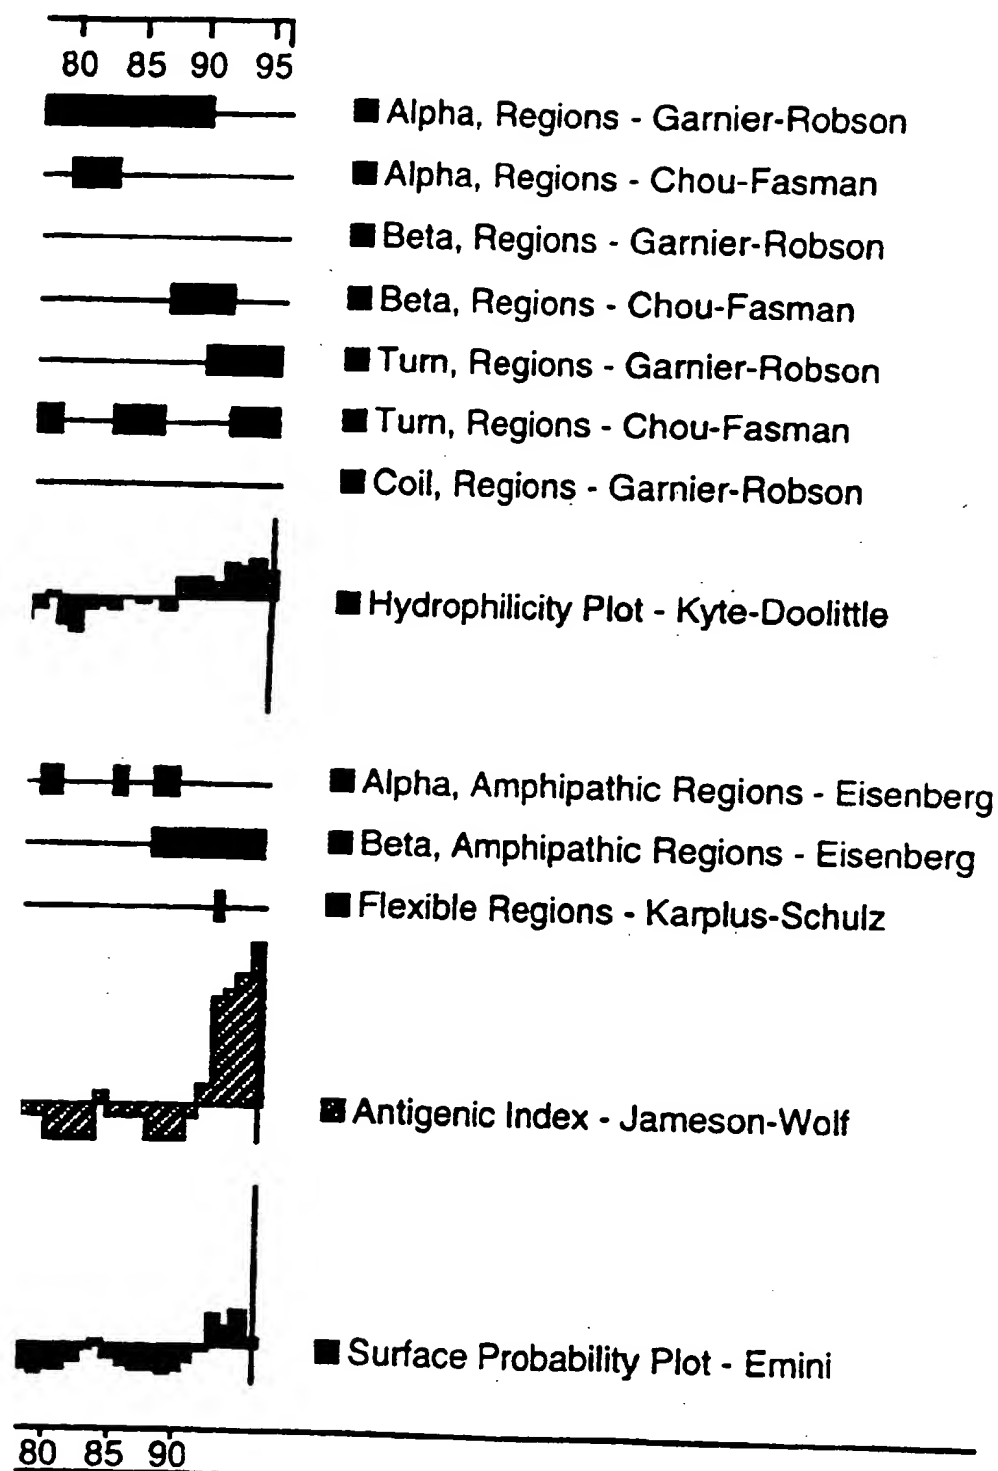 80 85 90 95
Alpha, Regions - Garnier-Robson
Alpha, Regions - Chou-Fasman
Beta, Regions - Garnier-Robson
Beta, Regions - Chou-Fasman
Turn, Regions - Garnier-Robson
Turn, Regions - Chou-Fasman
Coil, Regions - Garnier-Robson
Hydrophilicity Plot - Kyte-Doolittle
Alpha, Amphipathic Regions - Eisenberg
Beta, Amphipathic Regions - Eisenberg
Flexible Regions - Karplus-Schulz
Antigenic Index - Jameson-Wolf
Surface Probability Plot - Emini
80 85 90